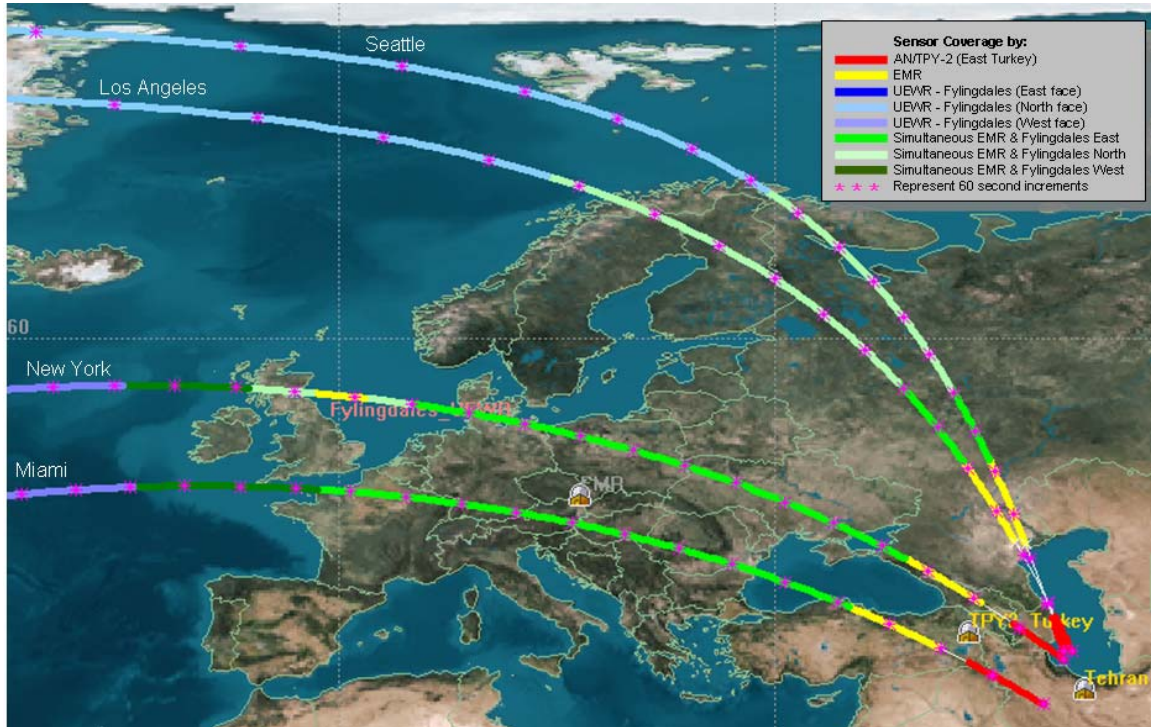 Seattle
Los Angeles
Sensor Coverage by:
AN/TPY-2 (East Turkey)
EMR
UEWR - Fylingdales (East face)
UEWR - Fylingdales (North face)
UEWR - Fylingdales (West face)
Simultaneous EMR & Fylingdales East
Simultaneous EMR & Fylingdales North
Simultaneous EMR & Fylingdales West
* * * Represent 60 second increments
60
New York
Fylingdales_UEWR
Miami
EMR
TPY2_Turkey
Tehran